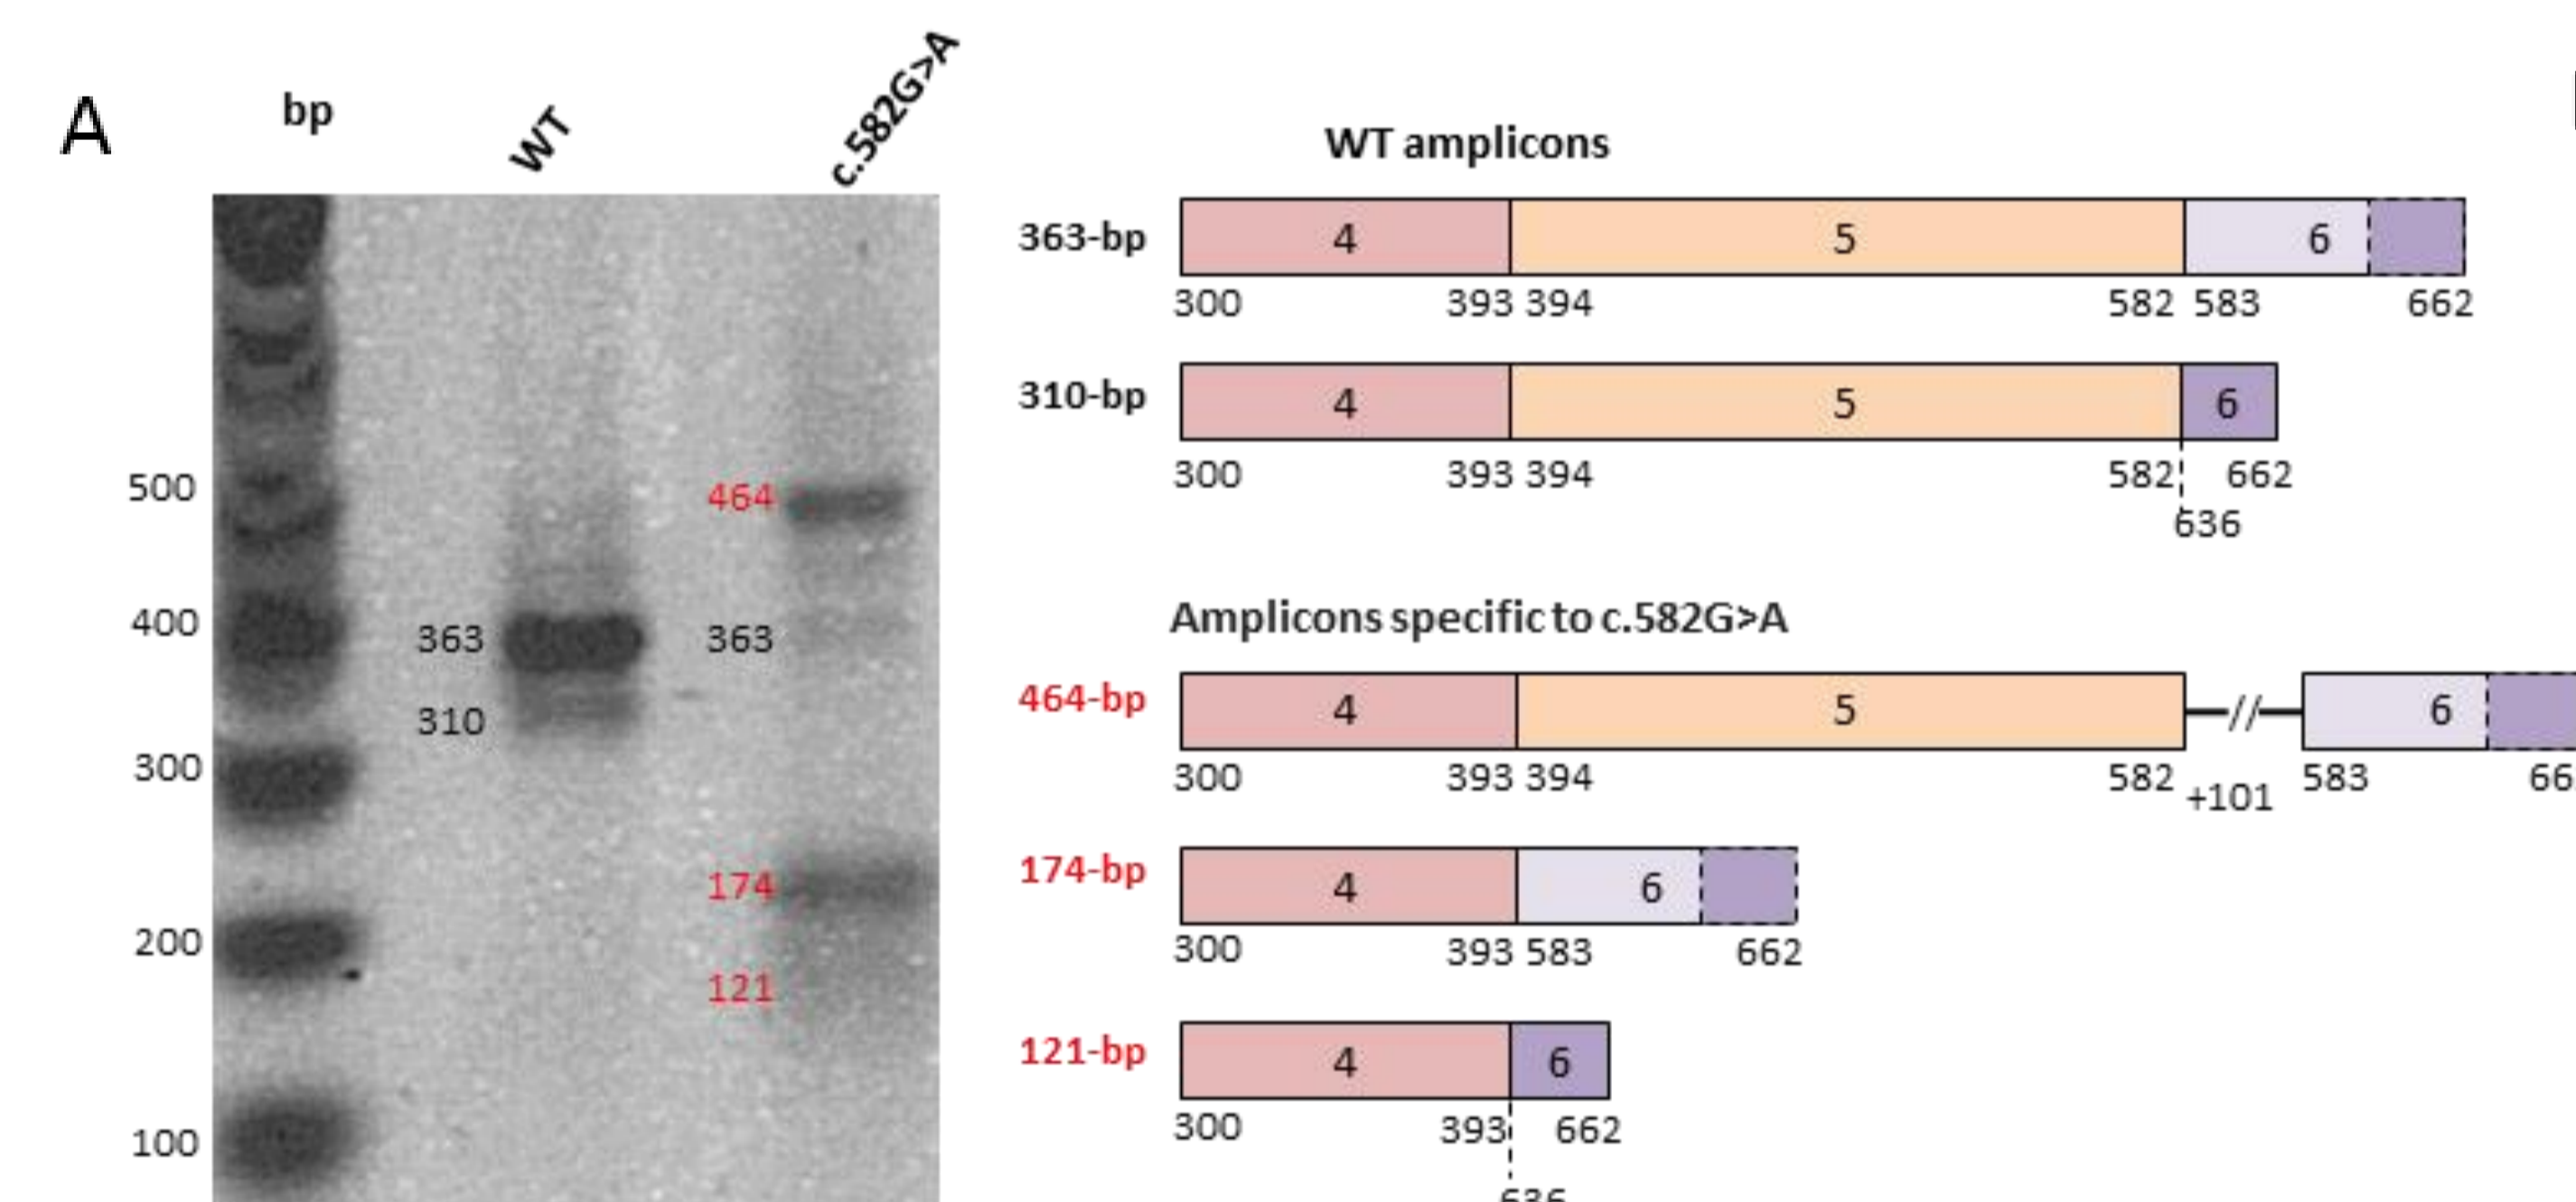 A
bp
WT
c.582G>A
500
400
300
200
100
363
310
464
363
174
121
WT amplicons
363-bp
4 5 6
300 393 394 582 583 662
310-bp
4 5 6
300 393 394 582 662
636
Amplicons specific to c.582G>A
464-bp
4 5 // 6
300 393 394 582 +101 583 66
174-bp
4 6
300 393 583 662
121-bp
4 6
300 393 662
636